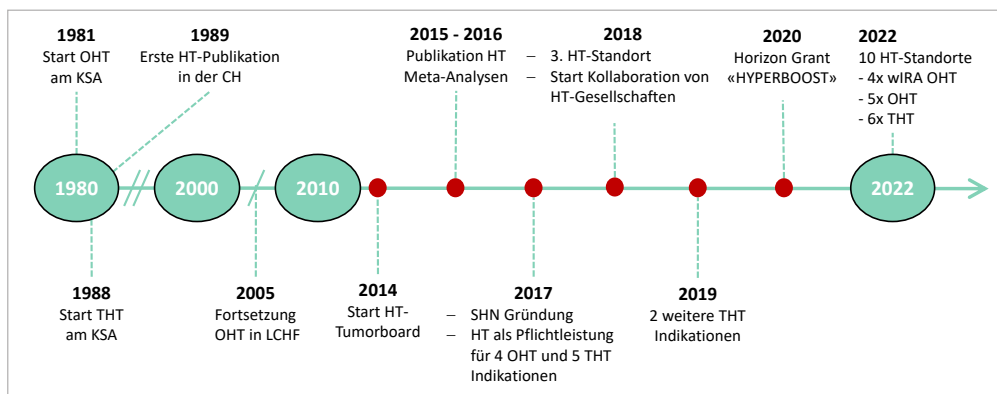 1981
Start OHT
am KSA
1989
Erste HT-Publikation
in der CH
2015 - 2016
Publikation HT
Meta-Analysen
2018
– 3. HT-Standort
– Start Kollaboration von
HT-Gesellschaften
2020
Horizon Grant
«HYPERBOOST»
2022
10 HT-Standorte
- 4x wIRA OHT
- 5x OHT
- 6x THT
1980
2000
2010
2022
1988
Start THT
am KSA
2005
Fortsetzung
OHT in LCHF
2014
Start HT-
Tumorboard
2017
– SHN Gründung
– HT als Pflichtleistung
für 4 OHT und 5 THT
Indikationen
2019
2 weitere THT
Indikationen